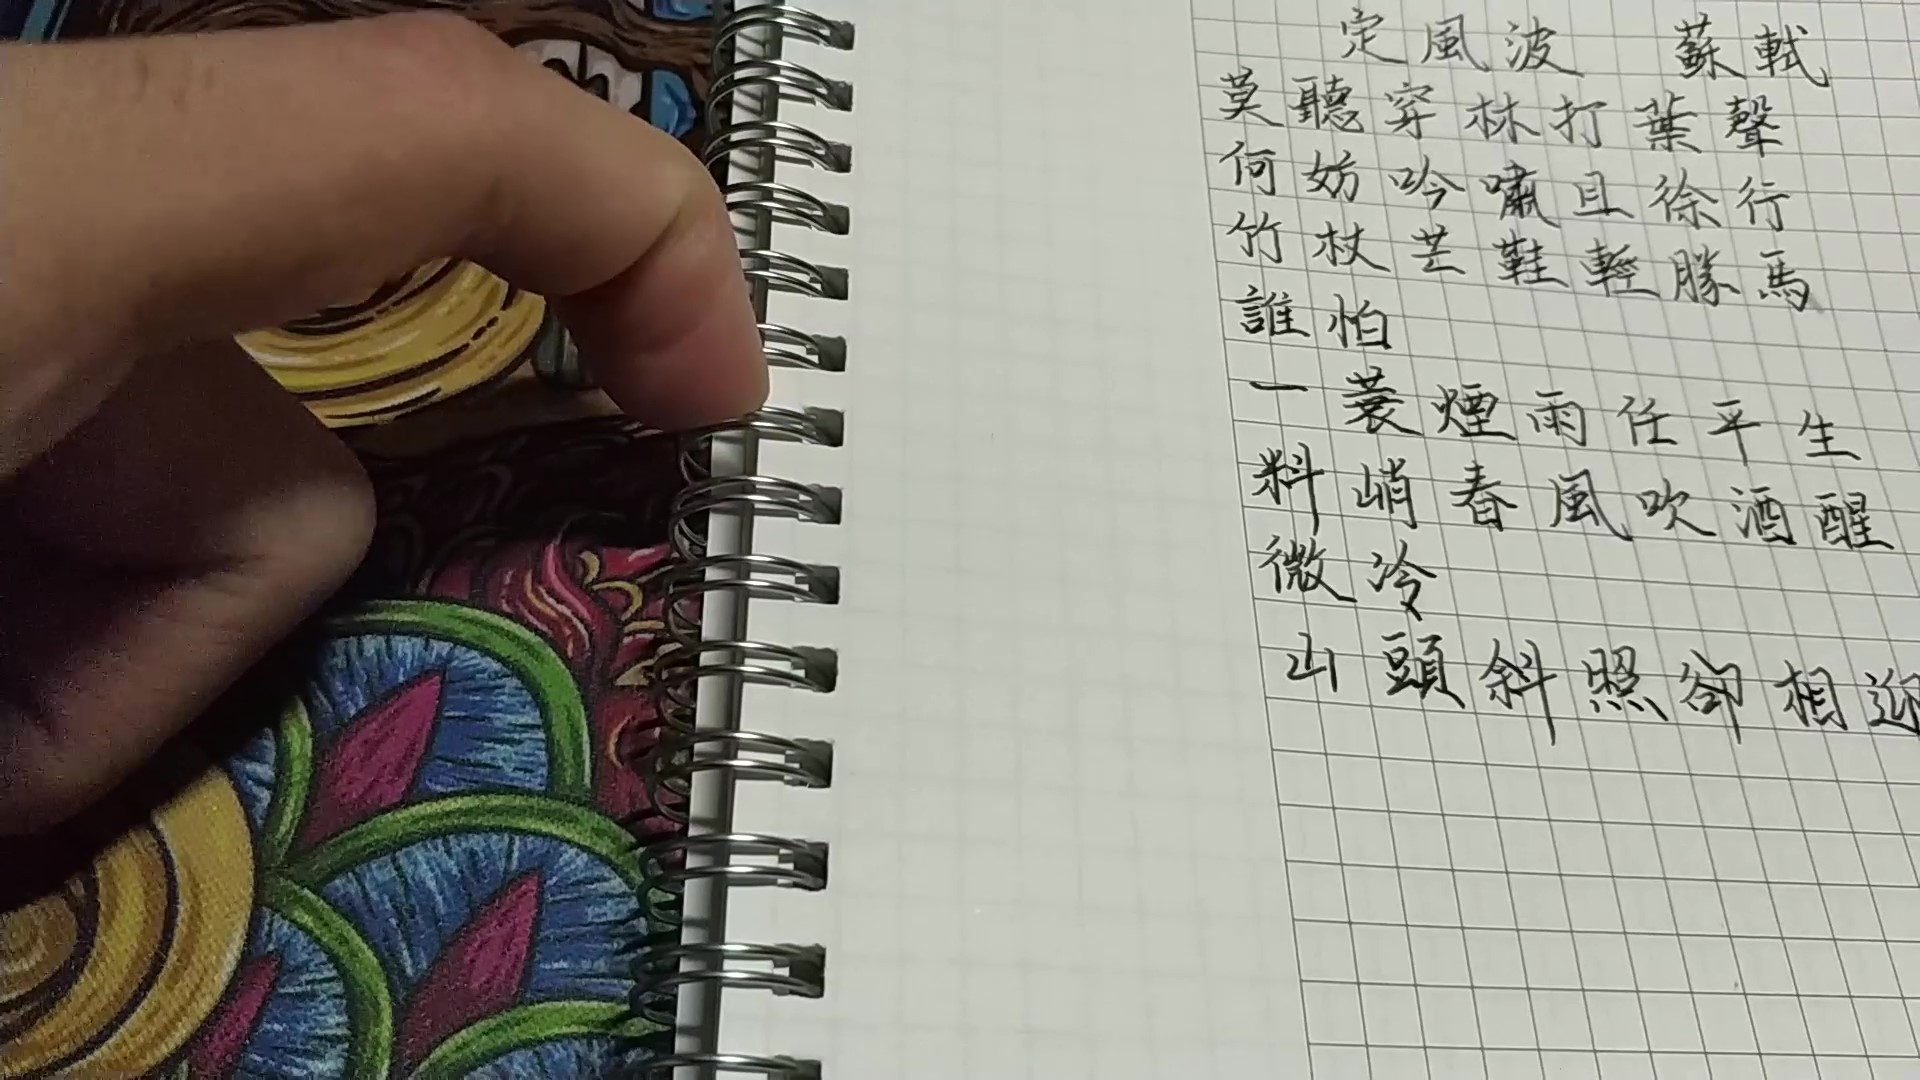 定風波 蘇軾
莫聽穿林打葉聲
何妨吟嘯且徐行
竹杖芒鞋輕勝馬
誰怕
一蓑煙雨任平生
料峭春風吹酒醒
微冷
山頭斜照卻相迎